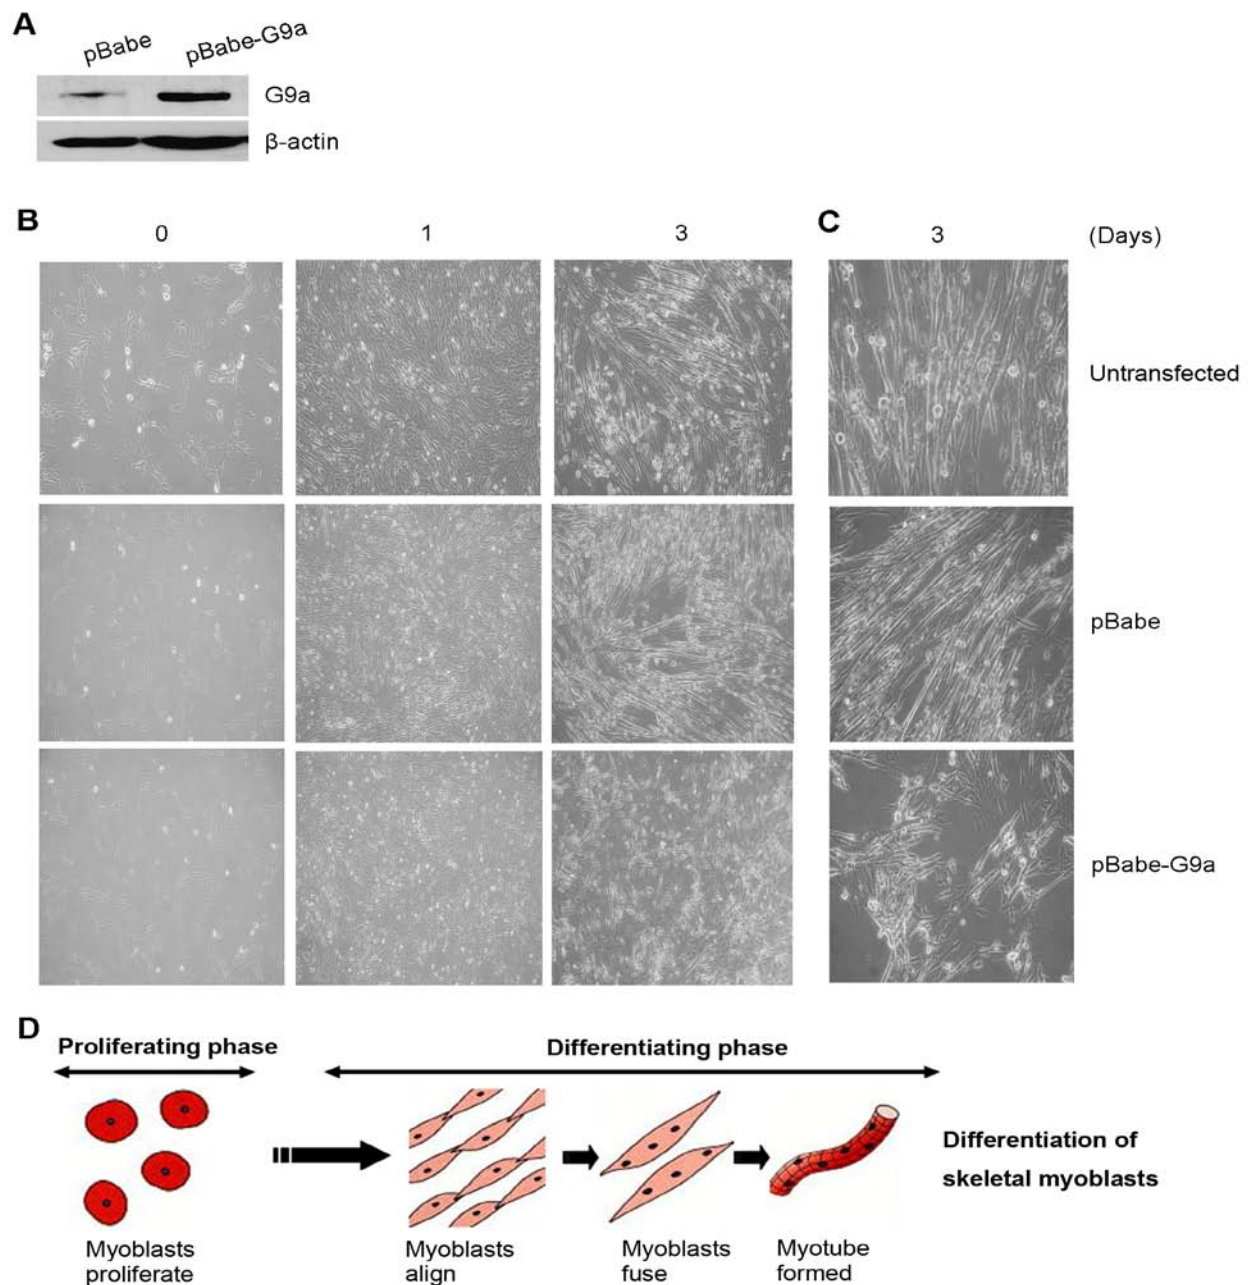 A
pBabe
pBabe-G9a
G9a
β-actin
B
0
1
3
C
3
(Days)
Untransfected
pBabe
pBabe-G9a
D
Proliferating phase
Differentiating phase
Differentiation of
skeletal myoblasts
Myoblasts
proliferate
Myoblasts
align
Myoblasts
fuse
Myotube
formed